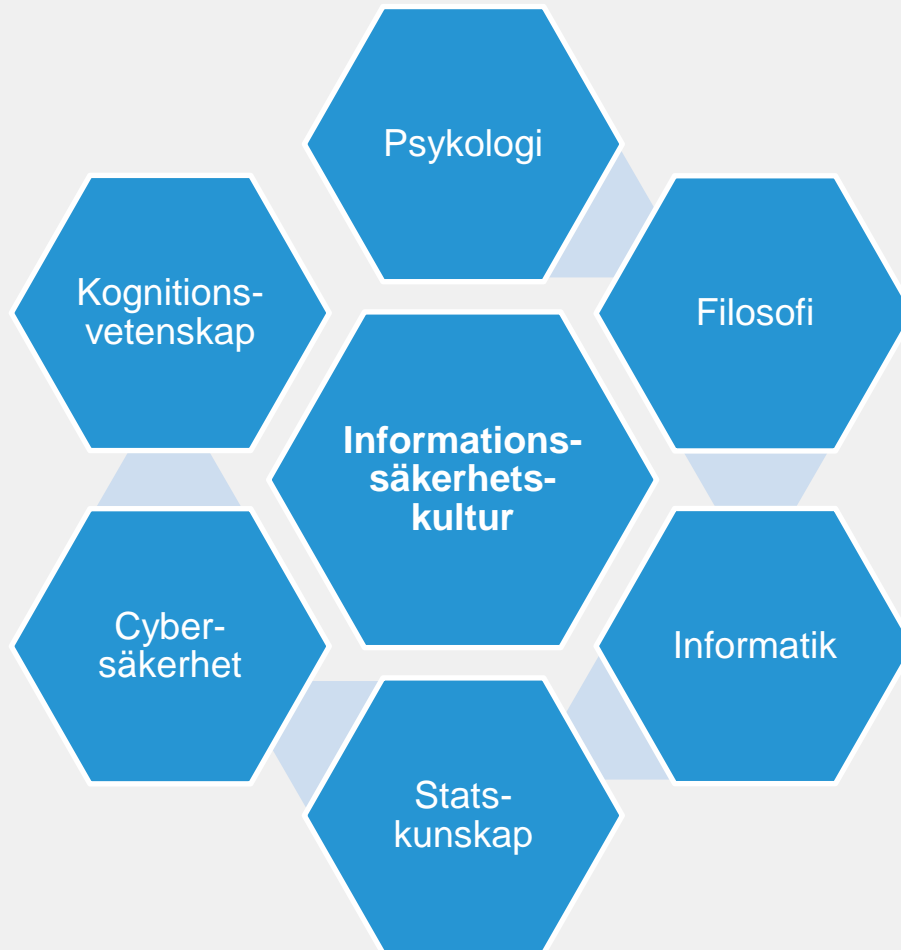 Psykologi
Kognitions-
vetenskap
Filosofi
Informations-
säkerhets-
kultur
Cyber-
säkerhet
Informatik
Stats-
kunskap